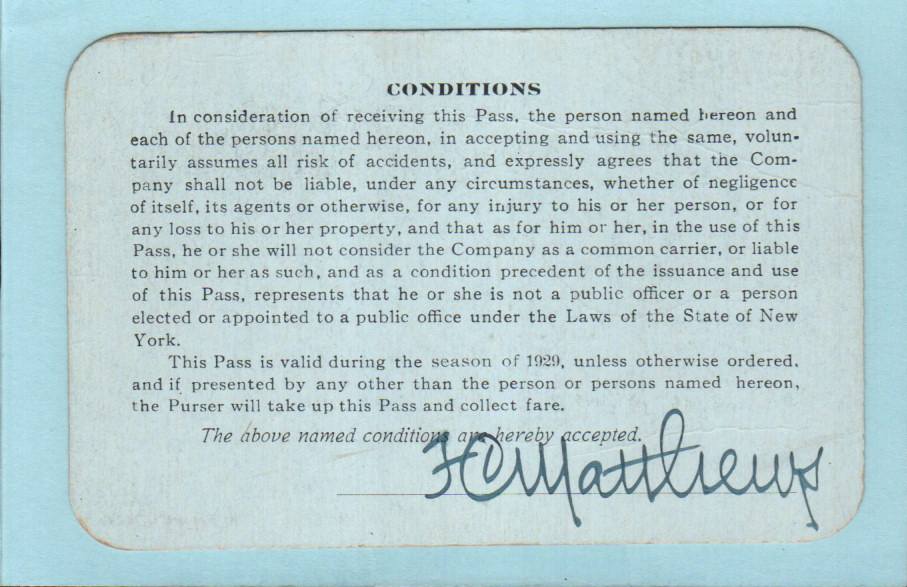 CONDITIONS
In consideration of receiving this Pass, the person named hereon and
each of the persons named hereon, in accepting and using the same, volun-
tarily assumes all risk of accidents, and expressly agrees that the Com-
pany shall not be liable, under any circumstances, whether of negligence
of itself, its agents or otherwise, for any injury to his or her person, or for
any loss to his or her property, and that as for him or her, in the use of this
Pass, he or she will not consider the Company as a common carrier, or liable
to him or her as such, and as a condition precedent of the issuance and use
of this Pass, represents that he or she is not a public officer or a person
elected or appointed to a public office under the Laws of the State of New
York.
This Pass is valid during the season of 1929, unless otherwise ordered,
and if presented by any other than the person or persons named hereon,
the Purser will take up this Pass and collect fare.
The above named conditions are hereby accepted.
HCMatthews